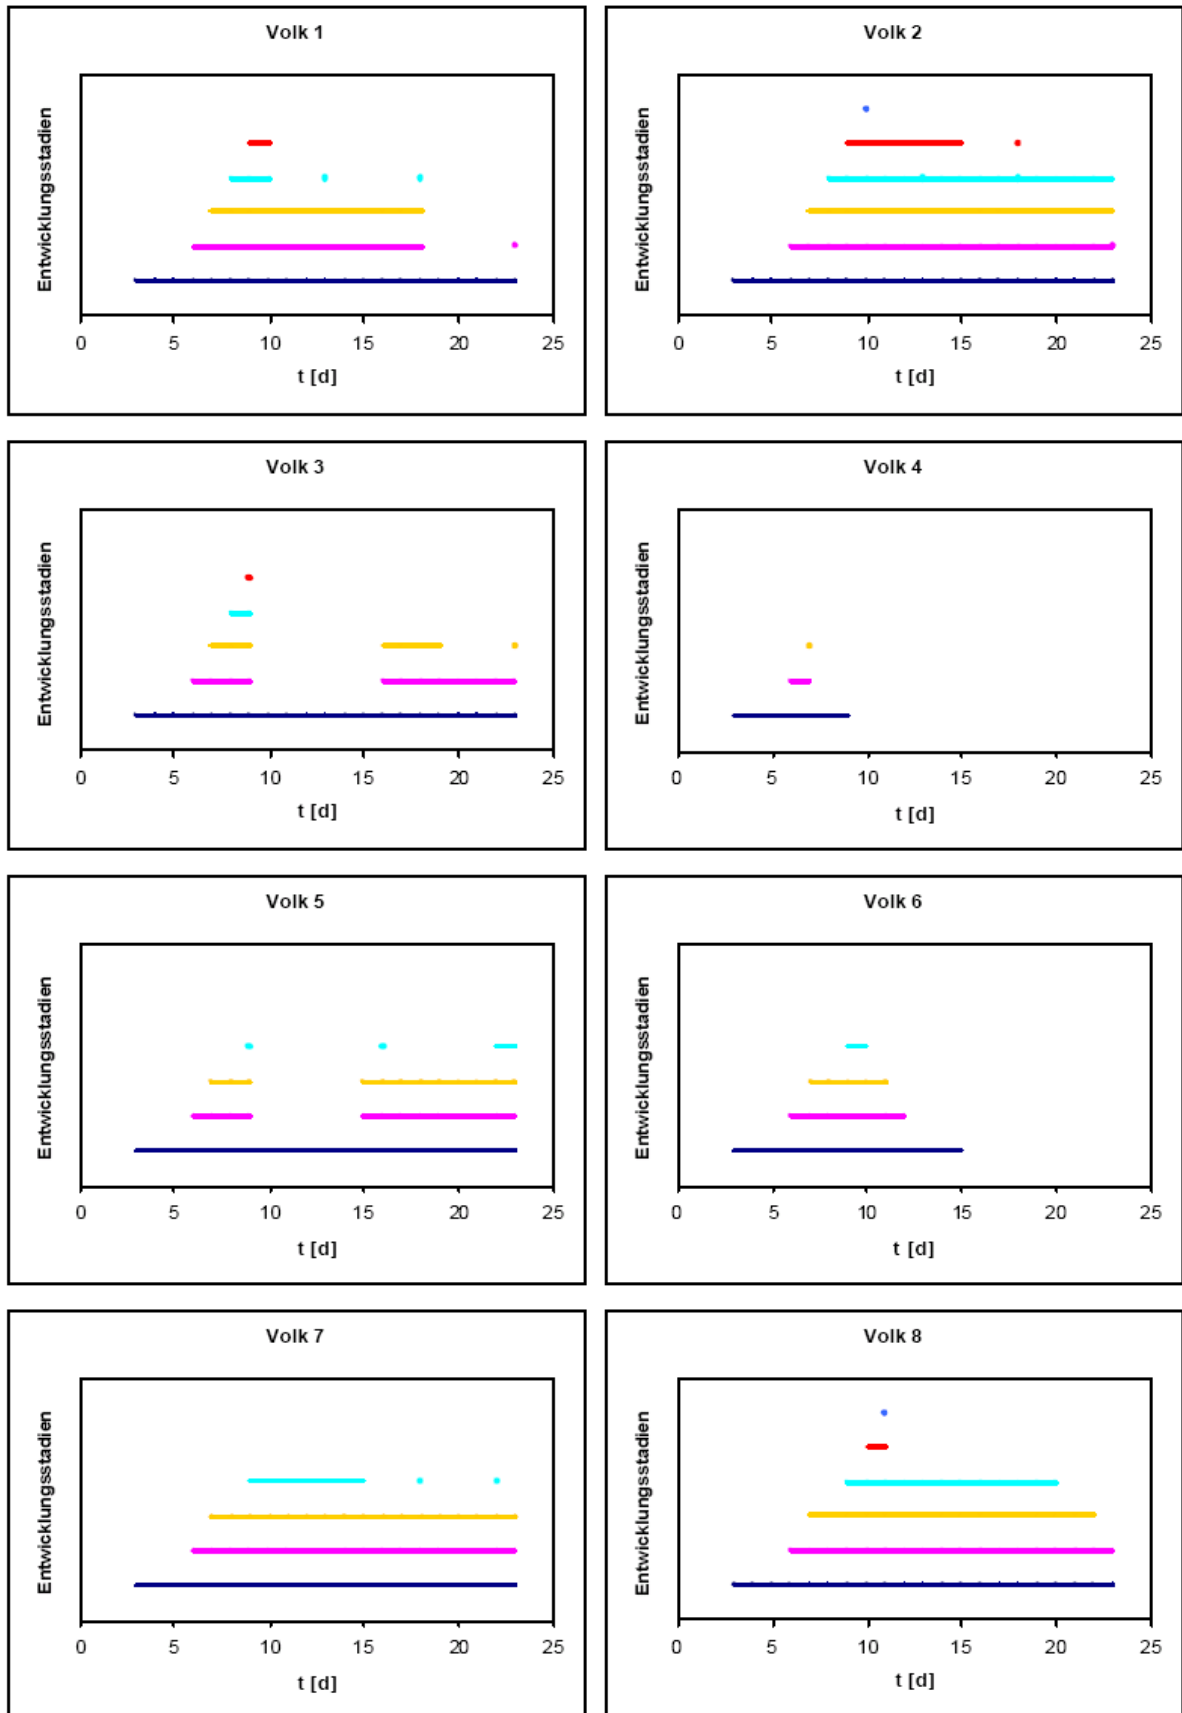 Volk 1
Entwicklungsstadien
0 5 10 15 20 25
t [d]
Volk 2
Entwicklungsstadien
0 5 10 15 20 25
t [d]
Volk 3
Entwicklungsstadien
0 5 10 15 20 25
t [d]
Volk 4
Entwicklungsstadien
0 5 10 15 20 25
t [d]
Volk 5
Entwicklungsstadien
0 5 10 15 20 25
t [d]
Volk 6
Entwicklungsstadien
0 5 10 15 20 25
t [d]
Volk 7
Entwicklungsstadien
0 5 10 15 20 25
t [d]
Volk 8
Entwicklungsstadien
0 5 10 15 20 25
t [d]